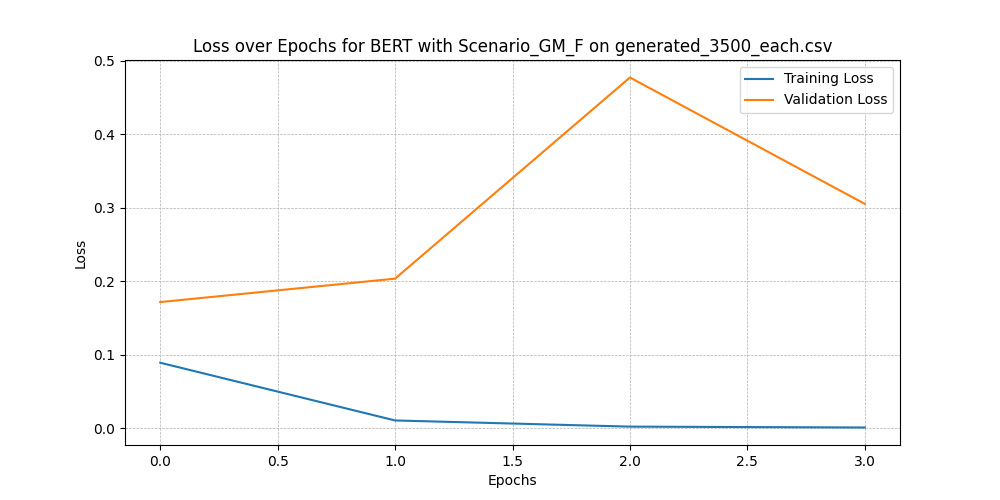 Loss over Epochs for BERT with Scenario_GM_F on generated_3500_each.csv
Training Loss
Validation Loss
0.5
0.4
0.3
0.2
0.1
0.0
Loss
0.0 0.5 1.0 1.5 2.0 2.5 3.0
Epochs